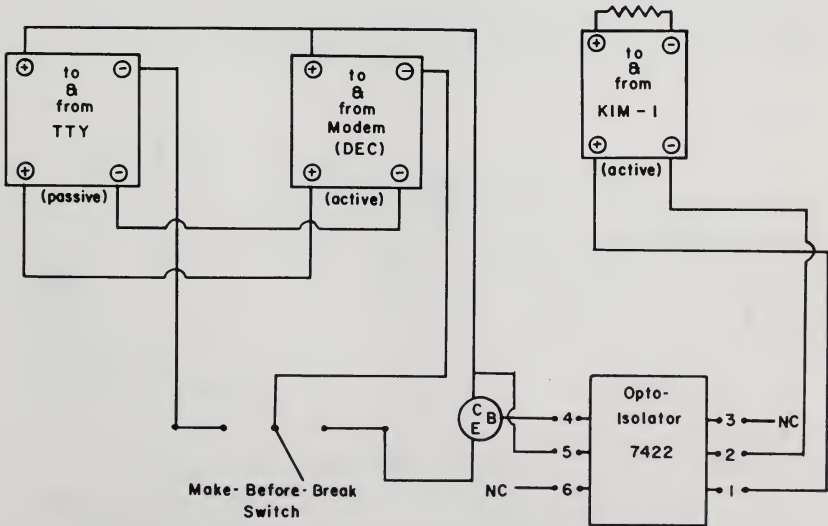 to
&
from
TTY
(passive)
to
&
from
Modem
(DEC)
(active)
to
&
from
KIM-1
(active)
C
B
E
4
5
NC 6
Opto-
Isolator
7422
3 NC
2
1
Make-Before-Break
Switch